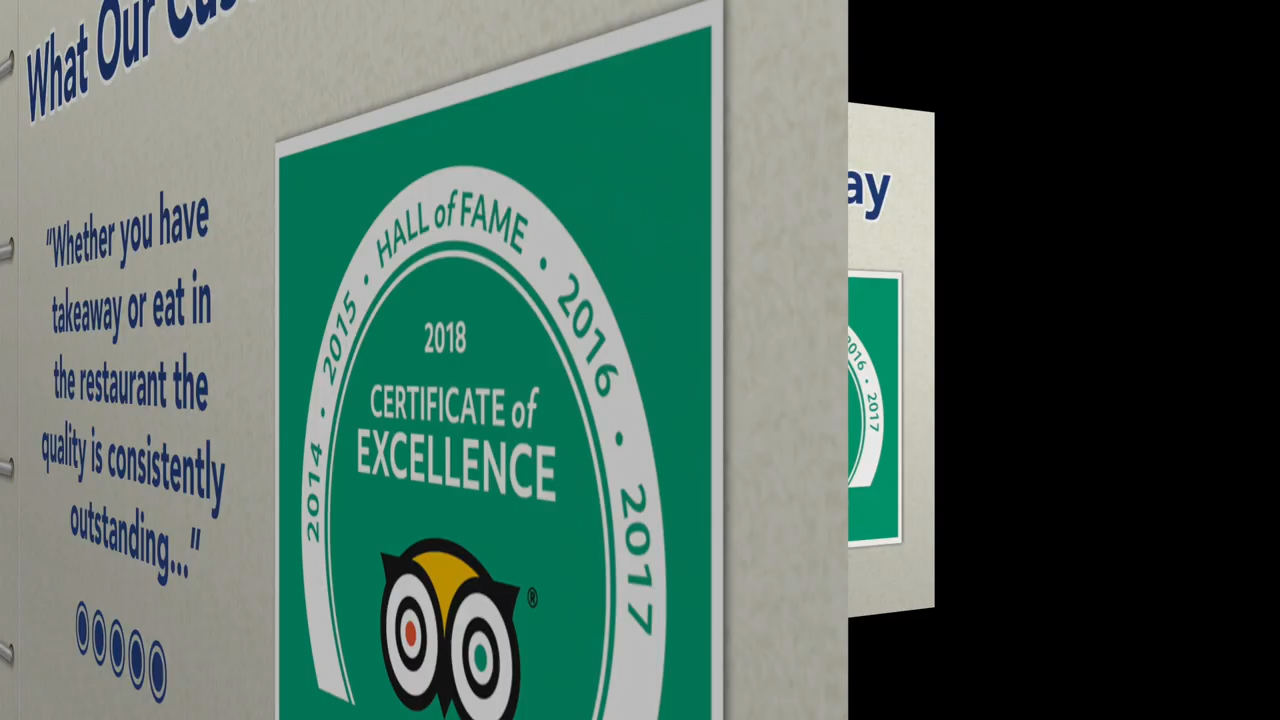 What Our
"Whether you have
takeaway or eat in
the restaurant the
quality is consistently
outstanding..."
2014 · 2015 · HALL of FAME · 2016 · 2017
2018
CERTIFICATE of
EXCELLENCE
®
ay
2016 · 2017